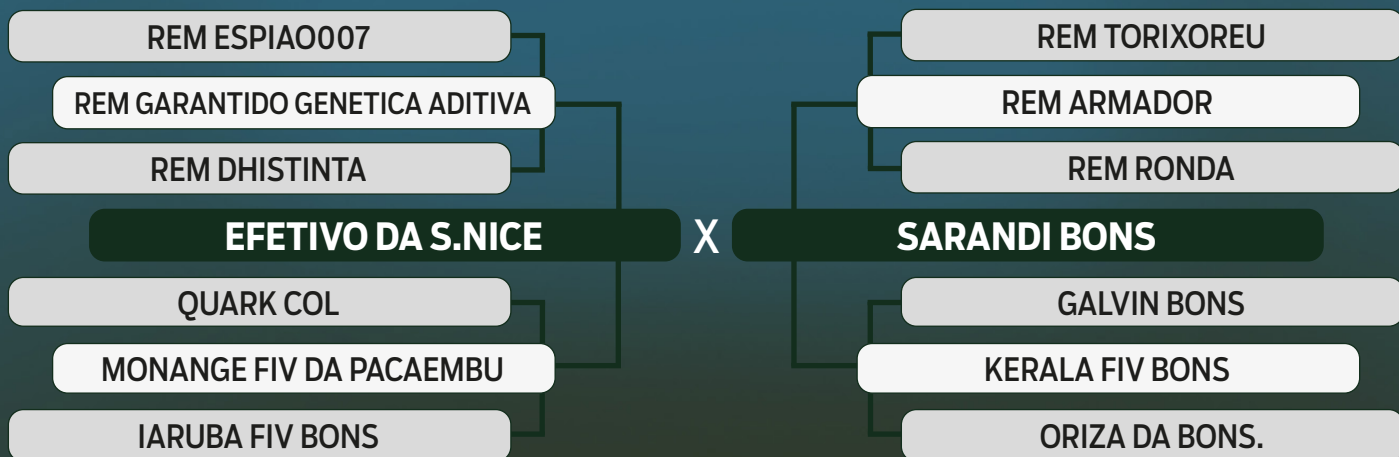 REM ESPIAO007
REM GARANTIDO GENETICA ADITIVA
REM DHISTINTA
EFETIVO DA S.NICE
QUARK COL
MONANGE FIV DA PACAEMBU
IARUBA FIV BONS
X
REM TORIXOREU
REM ARMADOR
REM RONDA
SARANDI BONS
GALVIN BONS
KERALA FIV BONS
ORIZA DA BONS.